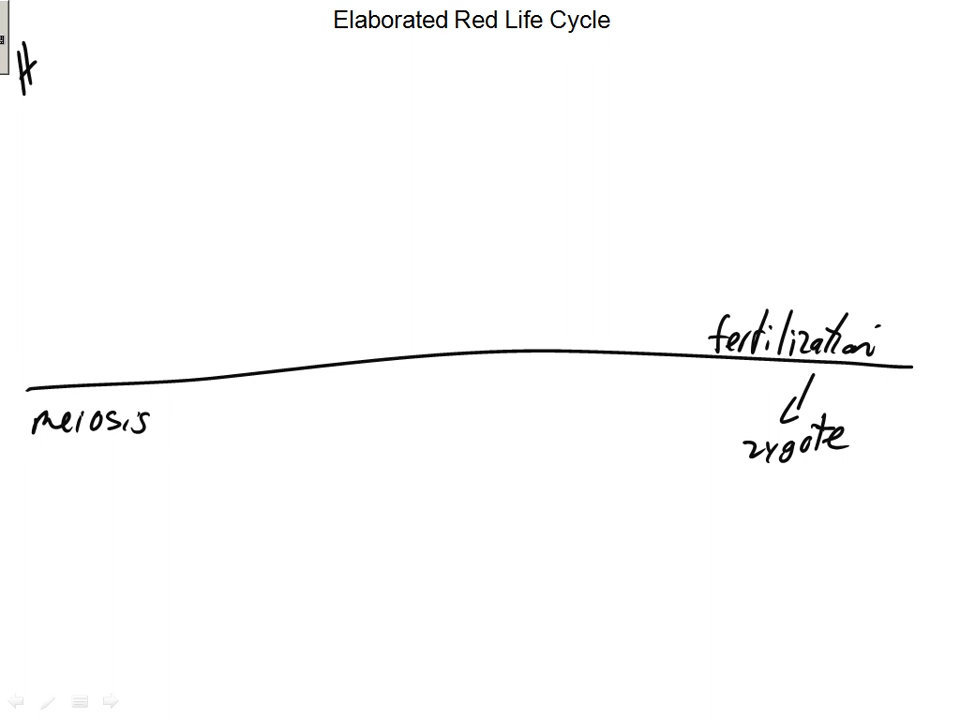 Elaborated Red Life Cycle
H
fertilization
meiosis
zygote